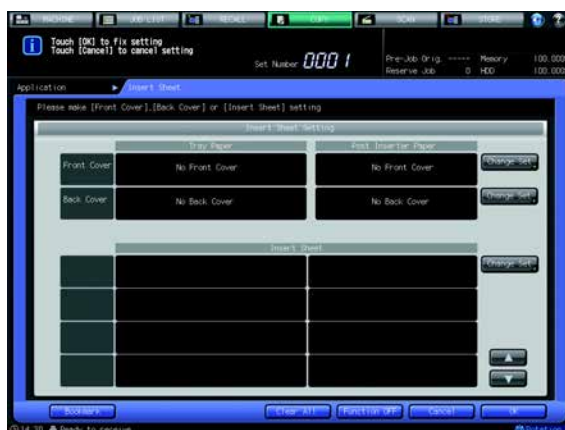 MACHINE JOB LIST RECALL COPY SCAN STORE
Touch [OK] to fix setting
Touch [Cancel] to cancel setting
Set Number 0001
Pre-Job Orig. ----- Memory 100.000
Reserve Job 0 HDD 100.000
Application Insert Sheet
Please make [Front Cover],[Back Cover] or [Insert Sheet] setting
Insert Sheet Setting
Tray Paper Post Inserter Paper
Front Cover No Front Cover No Front Cover Change Set
Back Cover No Back Cover No Back Cover Change Set
Insert Sheet
Change Set
Bookmark Clear All Function OFF Cancel OK
Ready to receive Rotation